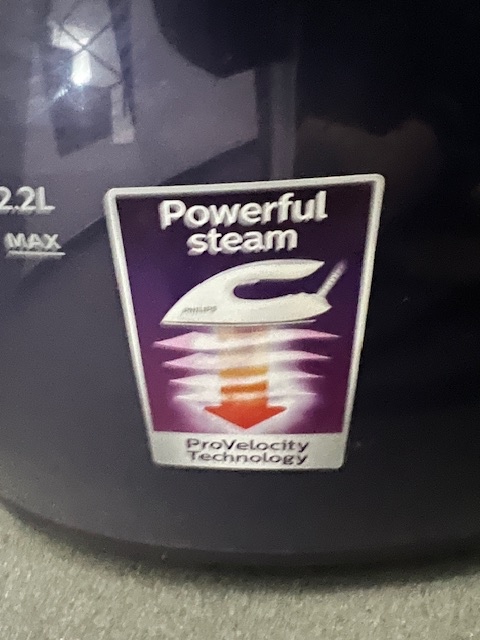 2.2L
MAX
Powerful
steam
PHILIPS
ProVelocity
Technology